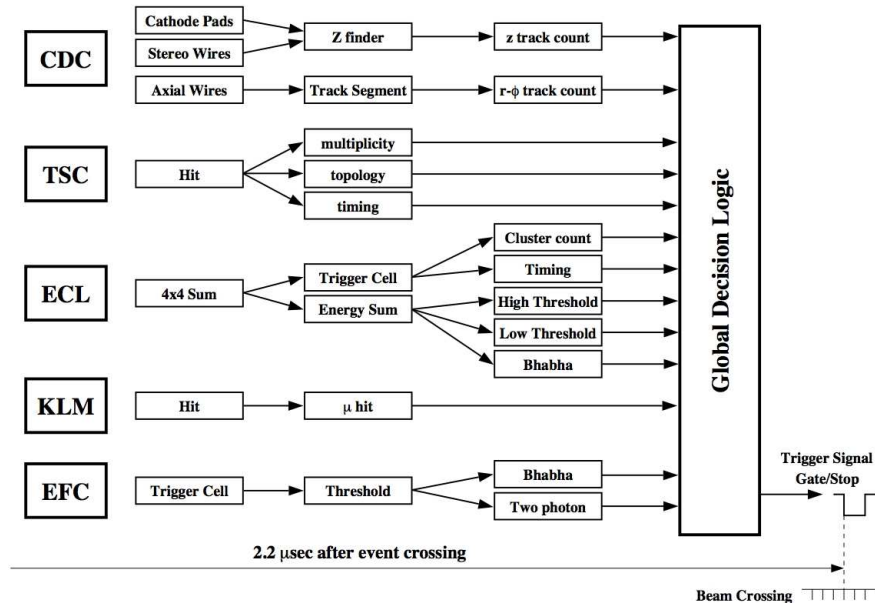 CDC
Cathode Pads
Stereo Wires
Z finder
z track count
Axial Wires
Track Segment
r-ϕ track count
TSC
Hit
multiplicity
topology
timing
ECL
4x4 Sum
Trigger Cell
Energy Sum
Cluster count
Timing
High Threshold
Low Threshold
Bhabha
KLM
Hit
μ hit
EFC
Trigger Cell
Threshold
Bhabha
Two photon
Global Decision Logic
Trigger Signal
Gate/Stop
2.2 μsec after event crossing
Beam Crossing